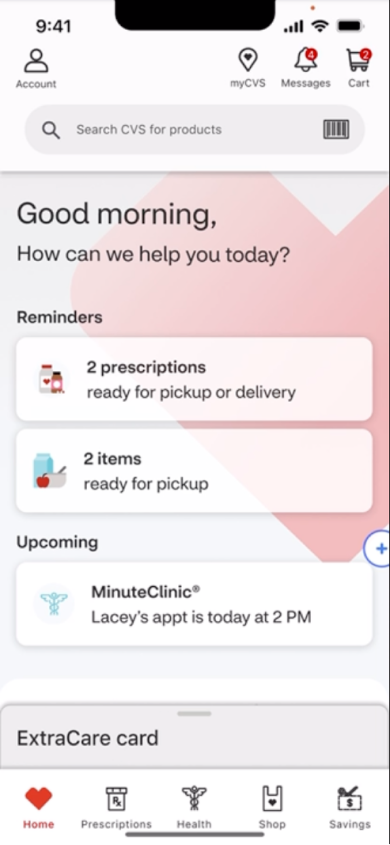 9:41
4
2
Account
myCVS
Messages
Cart
Search CVS for products
Good morning,
How can we help you today?
Reminders
2 prescriptions
ready for pickup or delivery
2 items
ready for pickup
Upcoming
MinuteClinic®
Lacey's appt is today at 2 PM
ExtraCare card
Home
Prescriptions
Health
Shop
Savings